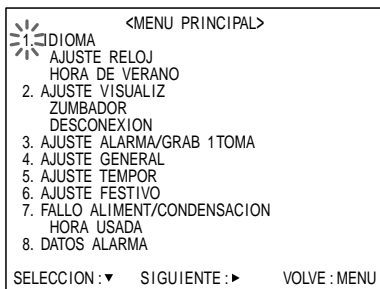 <MENU PRINCIPAL>
1. IDIOMA
AJUSTE RELOJ
HORA DE VERANO
2. AJUSTE VISUALIZ
ZUMBADOR
DESCONEXION
3. AJUSTE ALARMA/GRAB 1TOMA
4. AJUSTE GENERAL
5. AJUSTE TEMPOR
6. AJUSTE FESTIVO
7. FALLO ALIMENT/CONDENSACION
HORA USADA
8. DATOS ALARMA
SELECCION : ▼ SIGUIENTE : ► VOLVE : MENU